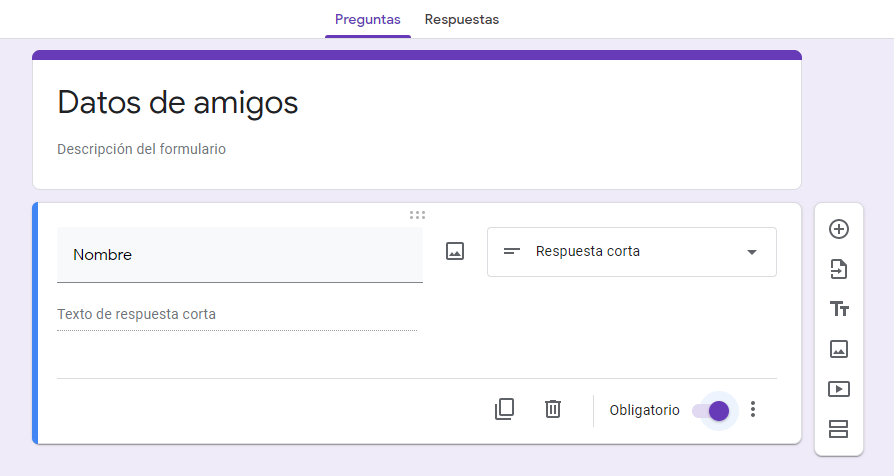 Preguntas Respuestas
Datos de amigos
Descripción del formulario
Nombre
Respuesta corta
Texto de respuesta corta
Obligatorio